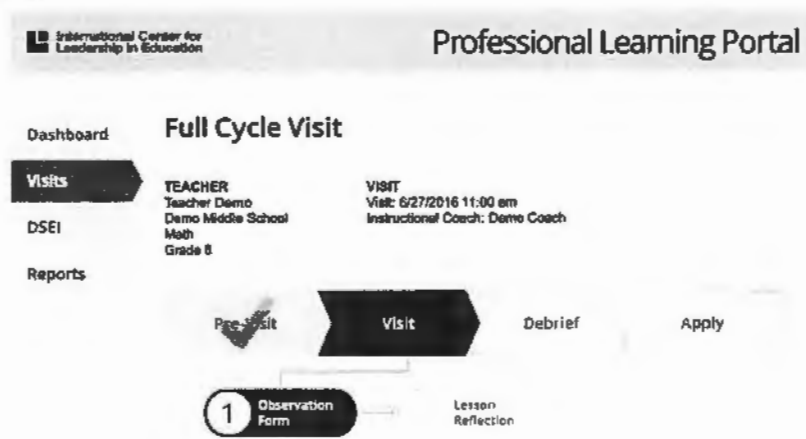 International Center for
Leadership in Education
Professional Learning Portal
Dashboard
Visits
DSEI
Reports
Full Cycle Visit
TEACHER
Teacher Demo
Demo Middle School
Math
Grade 8
VISIT
Visit: 6/27/2016 11:00 am
Instructional Coach: Demo Coach
Pre-Visit
Visit
Debrief
Apply
1
Observation
Form
Lesson
Reflection